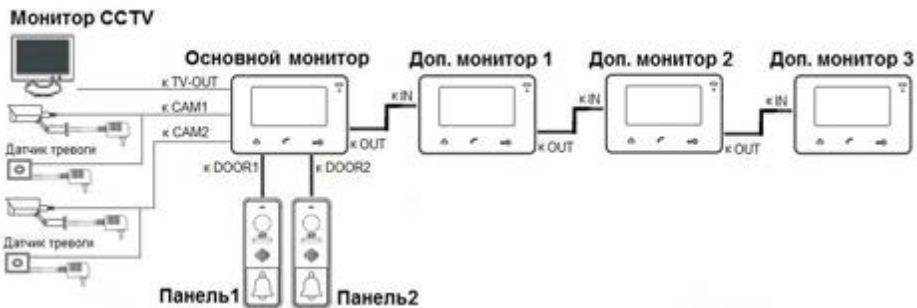 Монитор CCTV
Основной монитор
Доп. монитор 1
Доп. монитор 2
Доп. монитор 3
к TV-OUT
к CAM1
к CAM2
к OUT
к IN
к OUT
к IN
к OUT
к IN
Датчик тревоги
к DOOR1
к DOOR2
Датчик тревоги
Панель1
Панель2